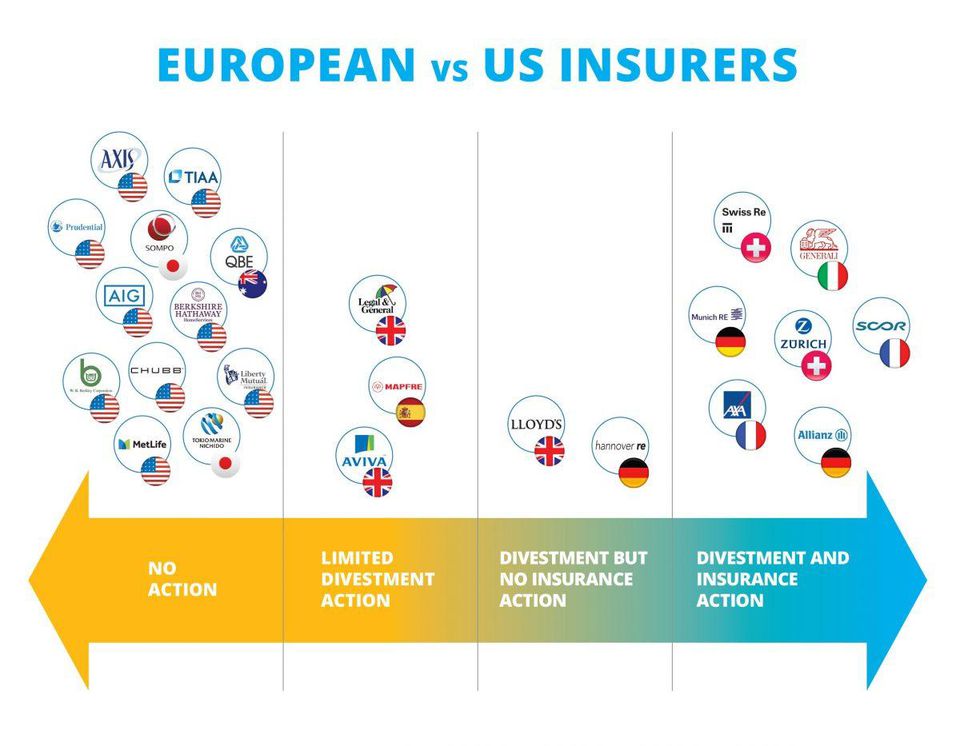 EUROPEAN vs US INSURERS
AXIS
TIAA
Prudential
SOMPO
QBE
AIG
BERKSHIRE
HATHAWAY
HomeServices
W. R. Berkley Corporation
CHUBB
Liberty
Mutual.
INSURANCE
MetLife
TOKIO MARINE
NICHIDO
Legal &
General
MAPFRE
AVIVA
LLOYD'S
hannover re
Swiss Re
GENERALI
Munich RE
ZURICH
SCOR
AXA
Allianz
NO
ACTION
LIMITED
DIVESTMENT
ACTION
DIVESTMENT BUT
NO INSURANCE
ACTION
DIVESTMENT AND
INSURANCE
ACTION